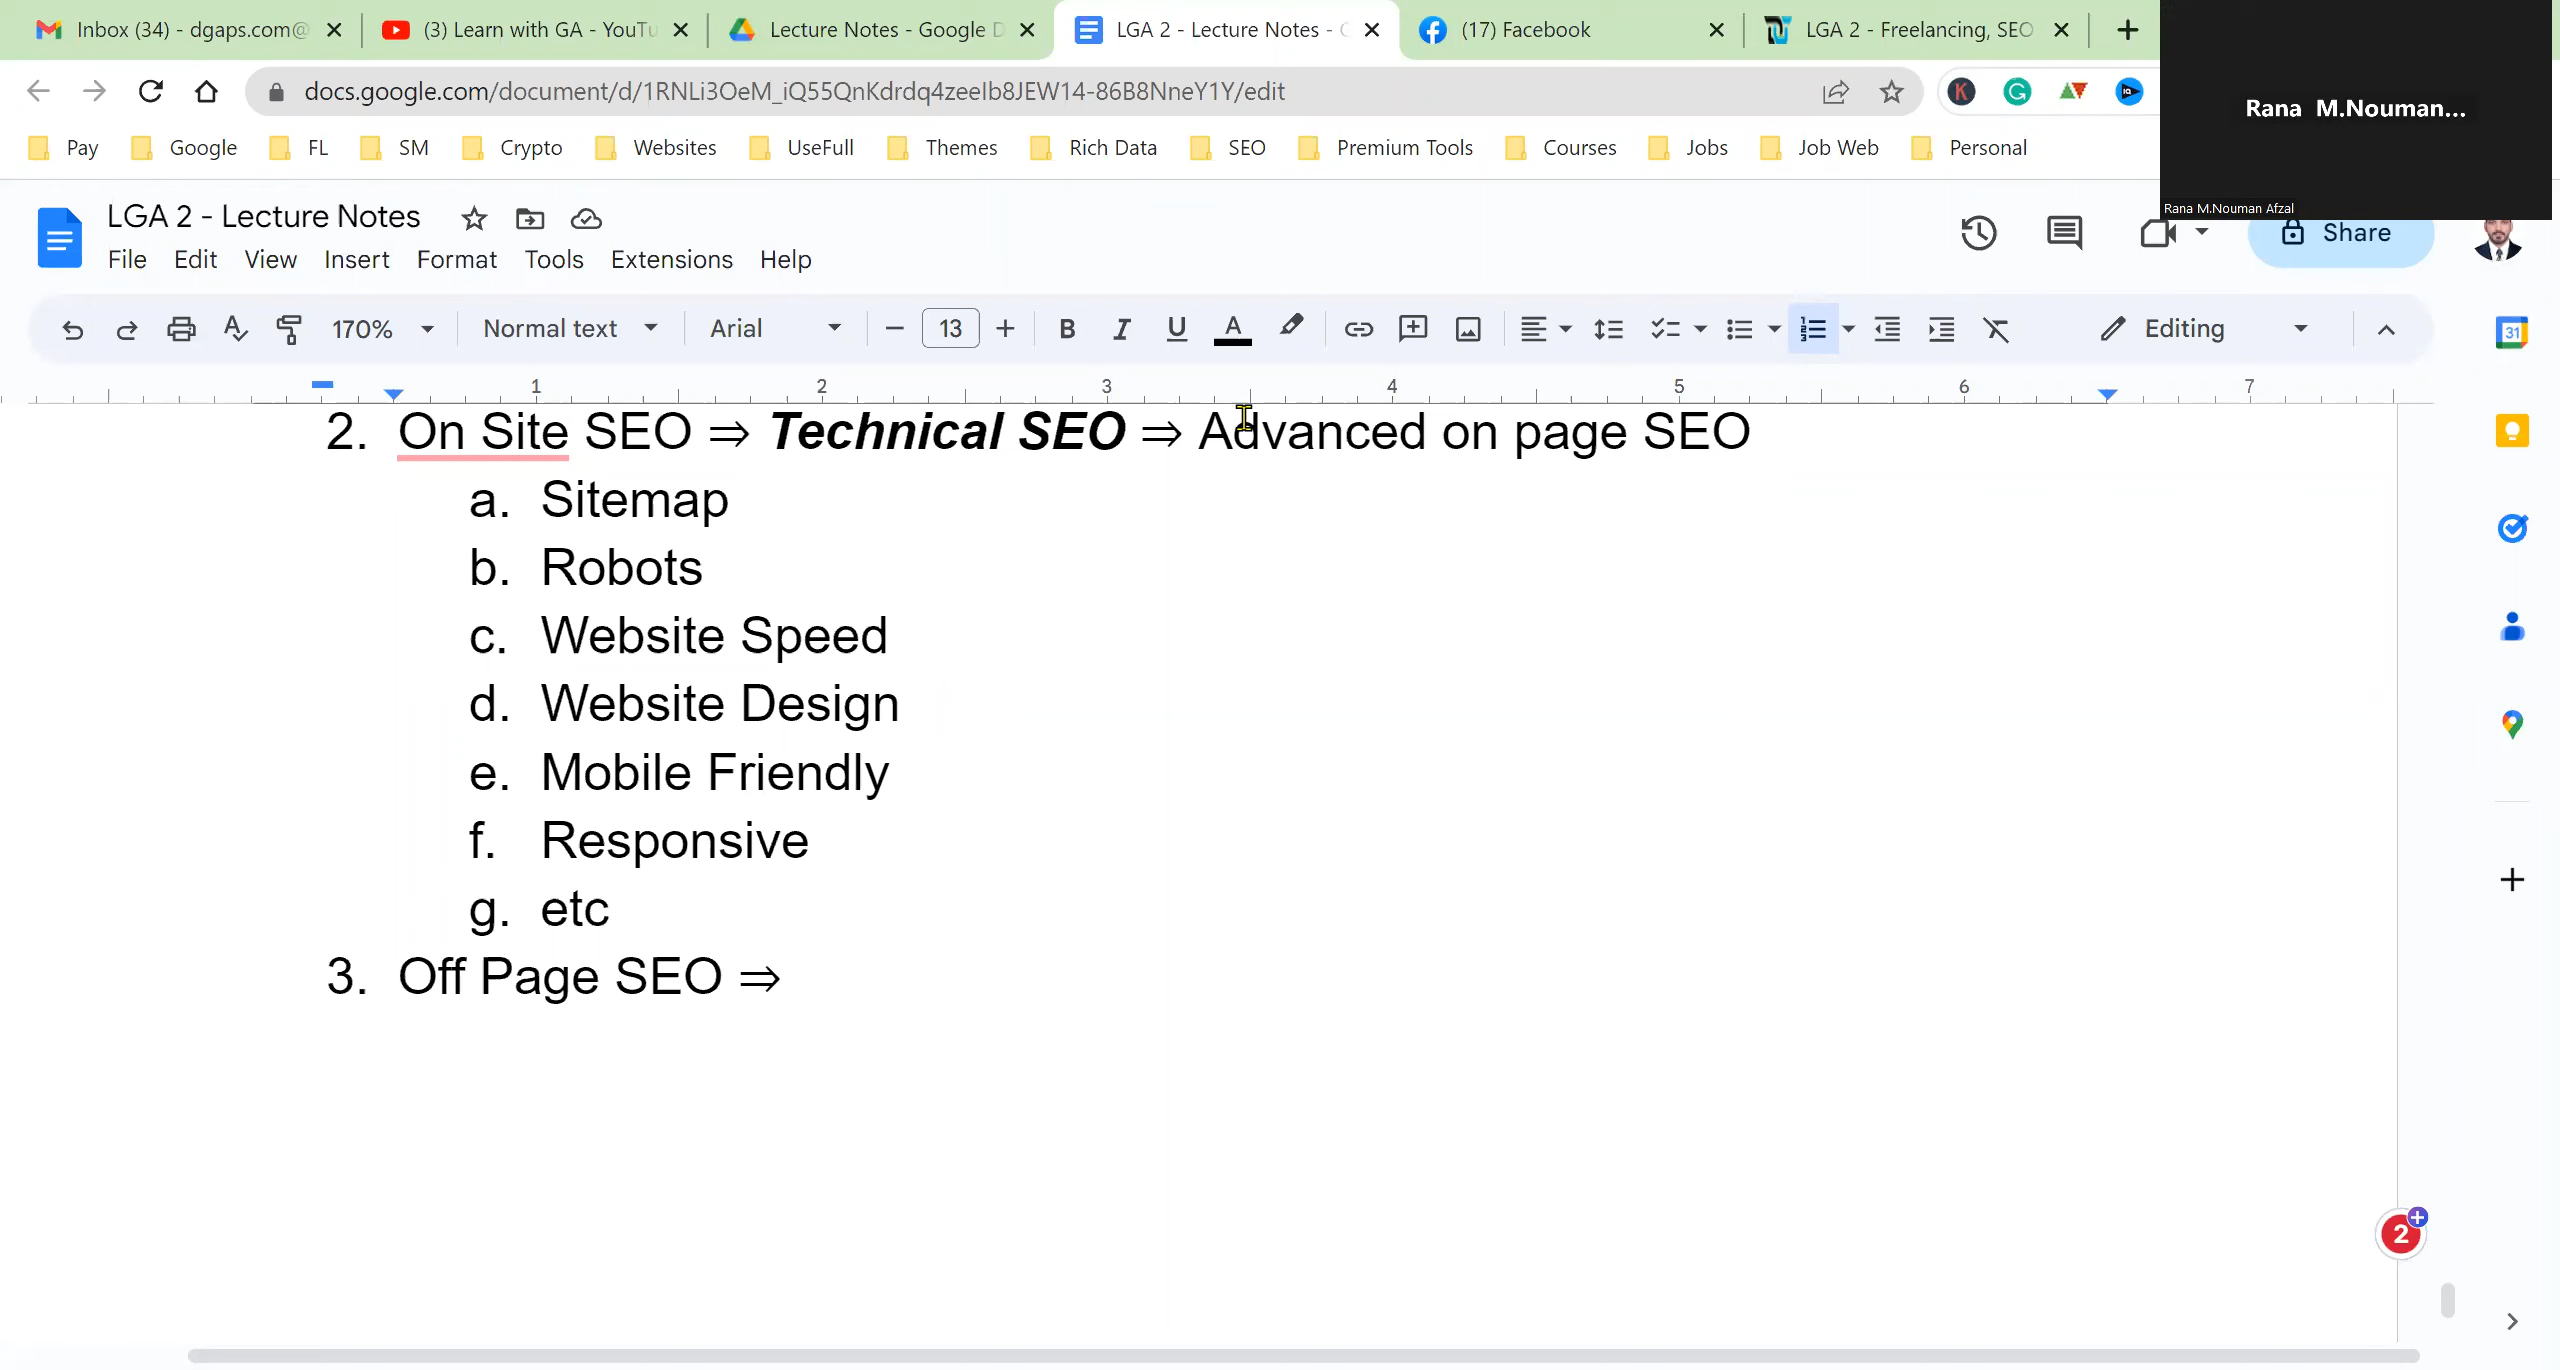 Inbox (34) - dgaps.com@
(3) Learn with GA - YouTu
Lecture Notes - Google D
LGA 2 - Lecture Notes - G
(17) Facebook
LGA 2 - Freelancing, SEO
docs.google.com/document/d/1RNLi3OeM_iQ55QnKdrdq4zeeIb8JEW14-86B8NneY1Y/edit
Rana M.Nouman...
Rana M.Nouman Afzal
Pay
Google
FL
SM
Crypto
Websites
UseFull
Themes
Rich Data
SEO
Premium Tools
Courses
Jobs
Job Web
Personal
LGA 2 - Lecture Notes
File Edit View Insert Format Tools Extensions Help
Share
170% Normal text Arial 13 Editing
1 2 3 4 5 6 7
2. On Site SEO ⇒ Technical SEO ⇒ Advanced on page SEO
a. Sitemap
b. Robots
c. Website Speed
d. Website Design
e. Mobile Friendly
f. Responsive
g. etc
3. Off Page SEO ⇒
31
2